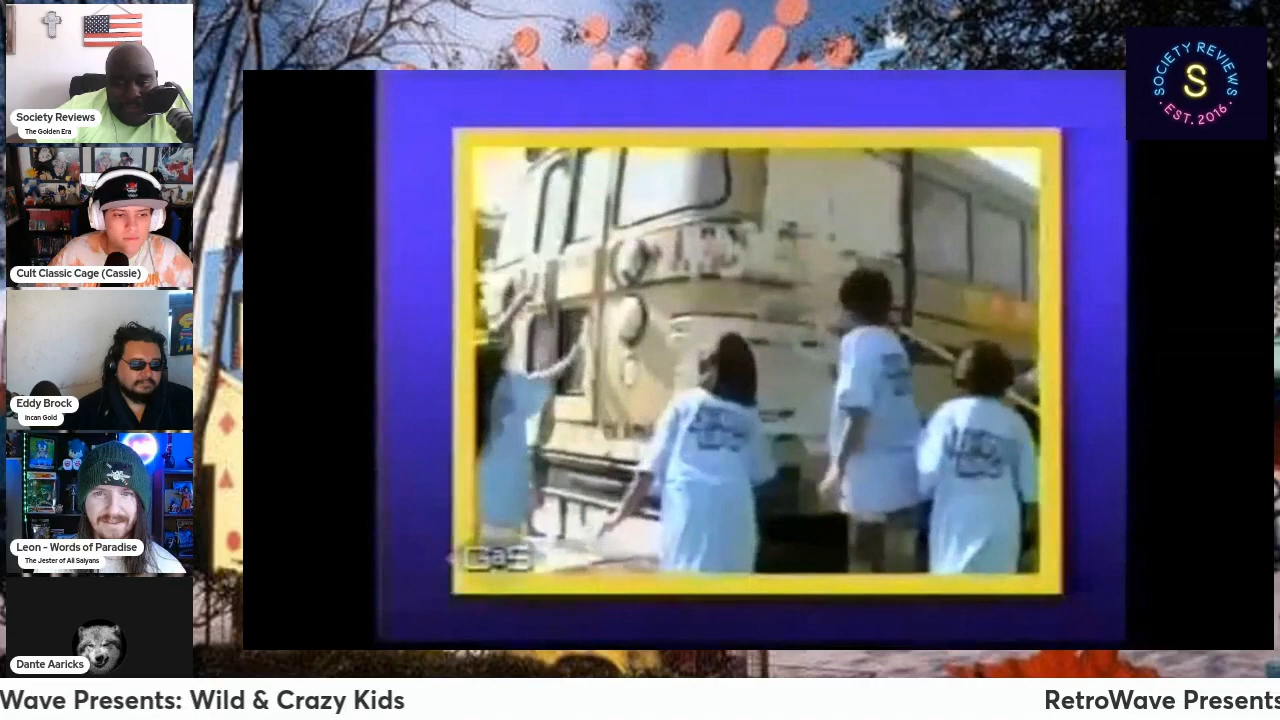 Society Reviews
The Golden Era
Cult Classic Cage (Cassie)
Eddy Brock
Incan Gold
Leon - Words of Paradise
The Jester of All Saiyans
Dante Aaricks
SOCIETY REVIEWS
S
· EST. 2016 ·
GaS
Wave Presents: Wild & Crazy Kids
RetroWave Presents